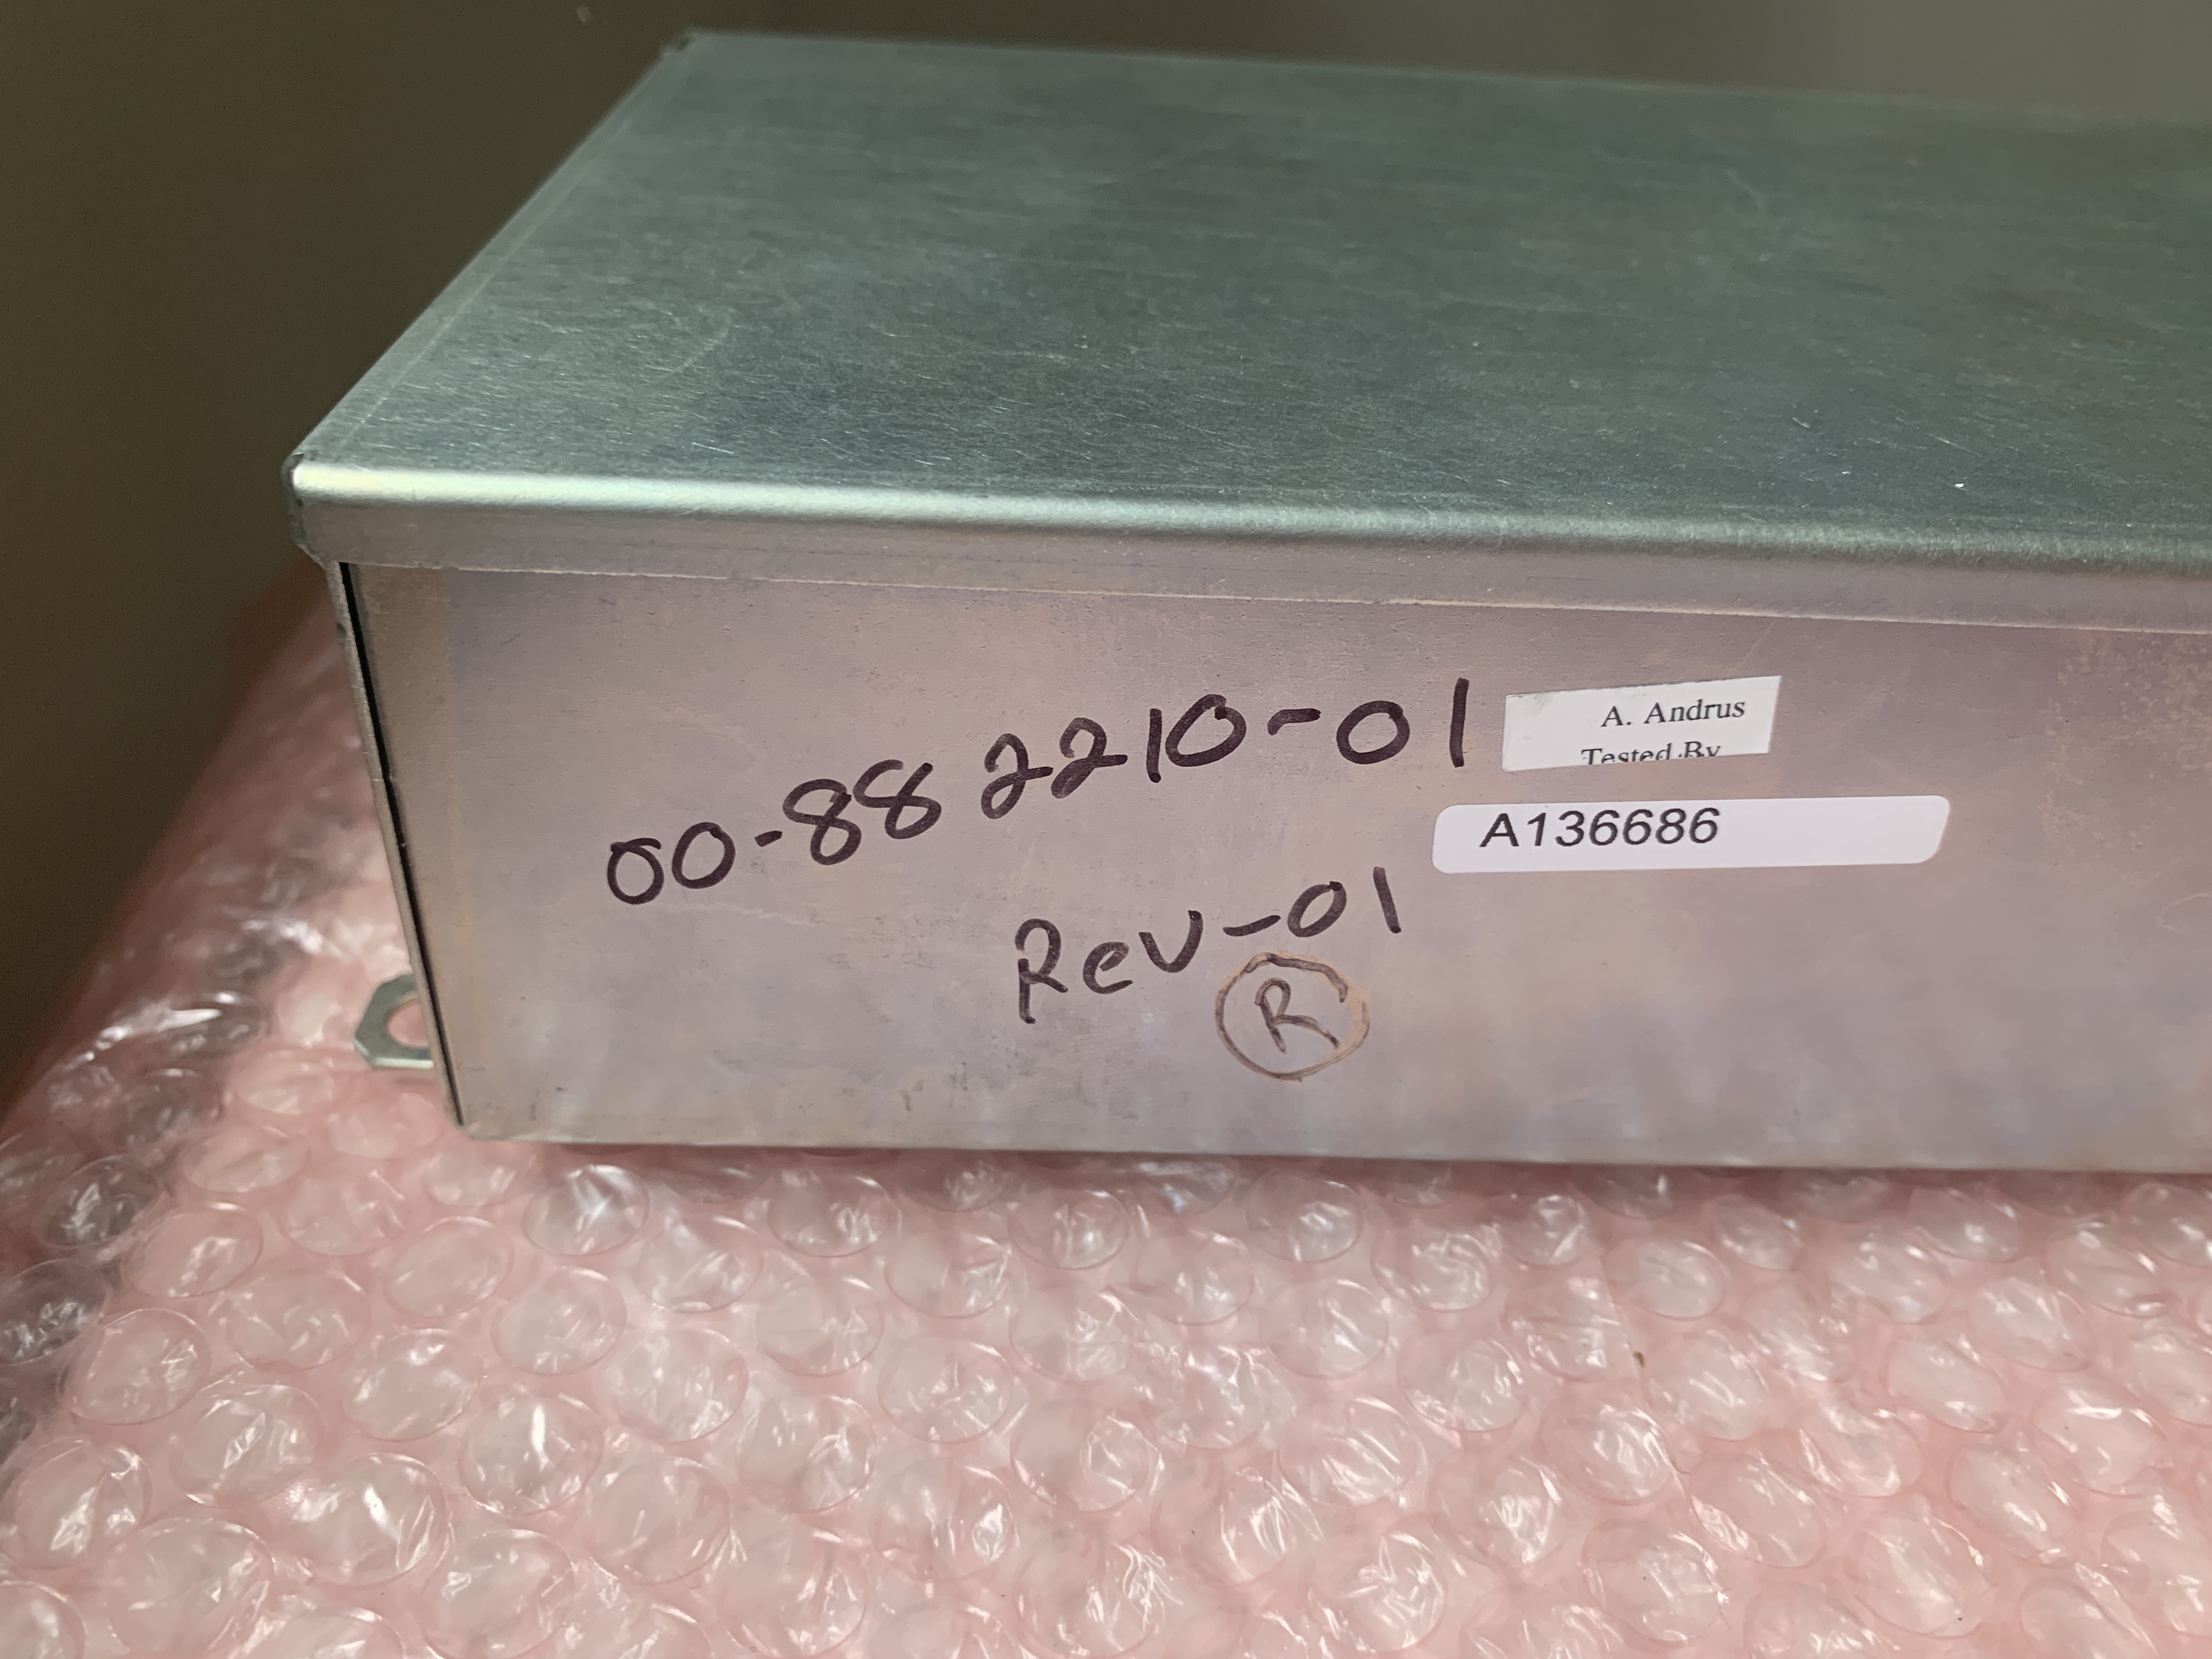 00-882210-01
A. Andrus
Tested By
A136686
Rev-01
R